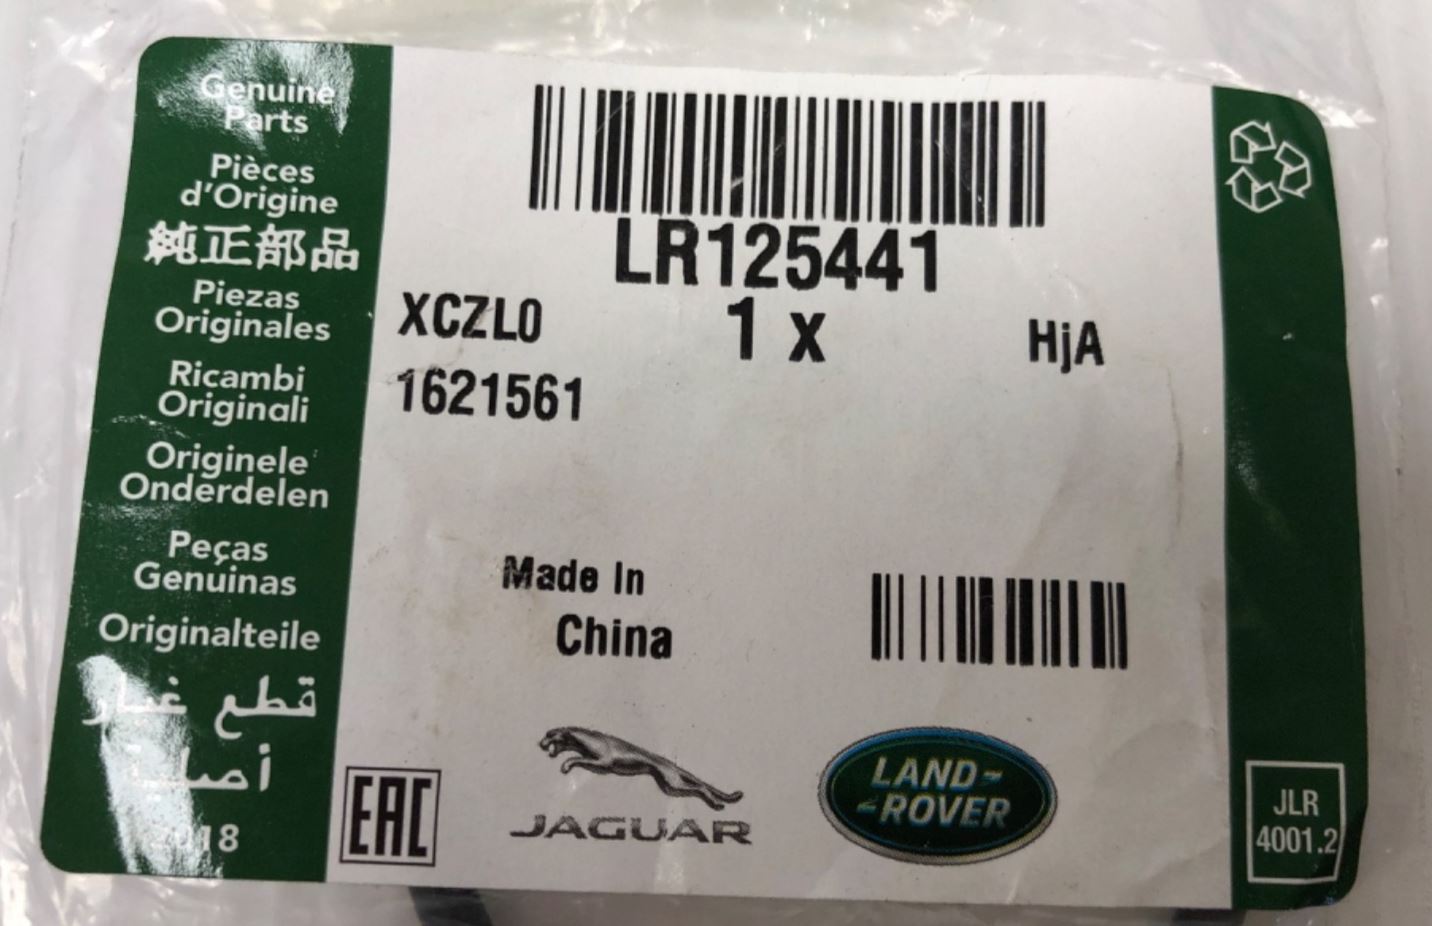 Genuine
Parts
Pièces
d'Origine
純正部品
Piezas
Originales
Ricambi
Originali
Originele
Onderdelen
Peças
Genuinas
Originalteile
قطع غيار
أصلية
2018
LR125441
XCZL0
1 x
HjA
1621561
Made In
China
EAC
JAGUAR
LAND-
-ROVER
JLR
4001.2